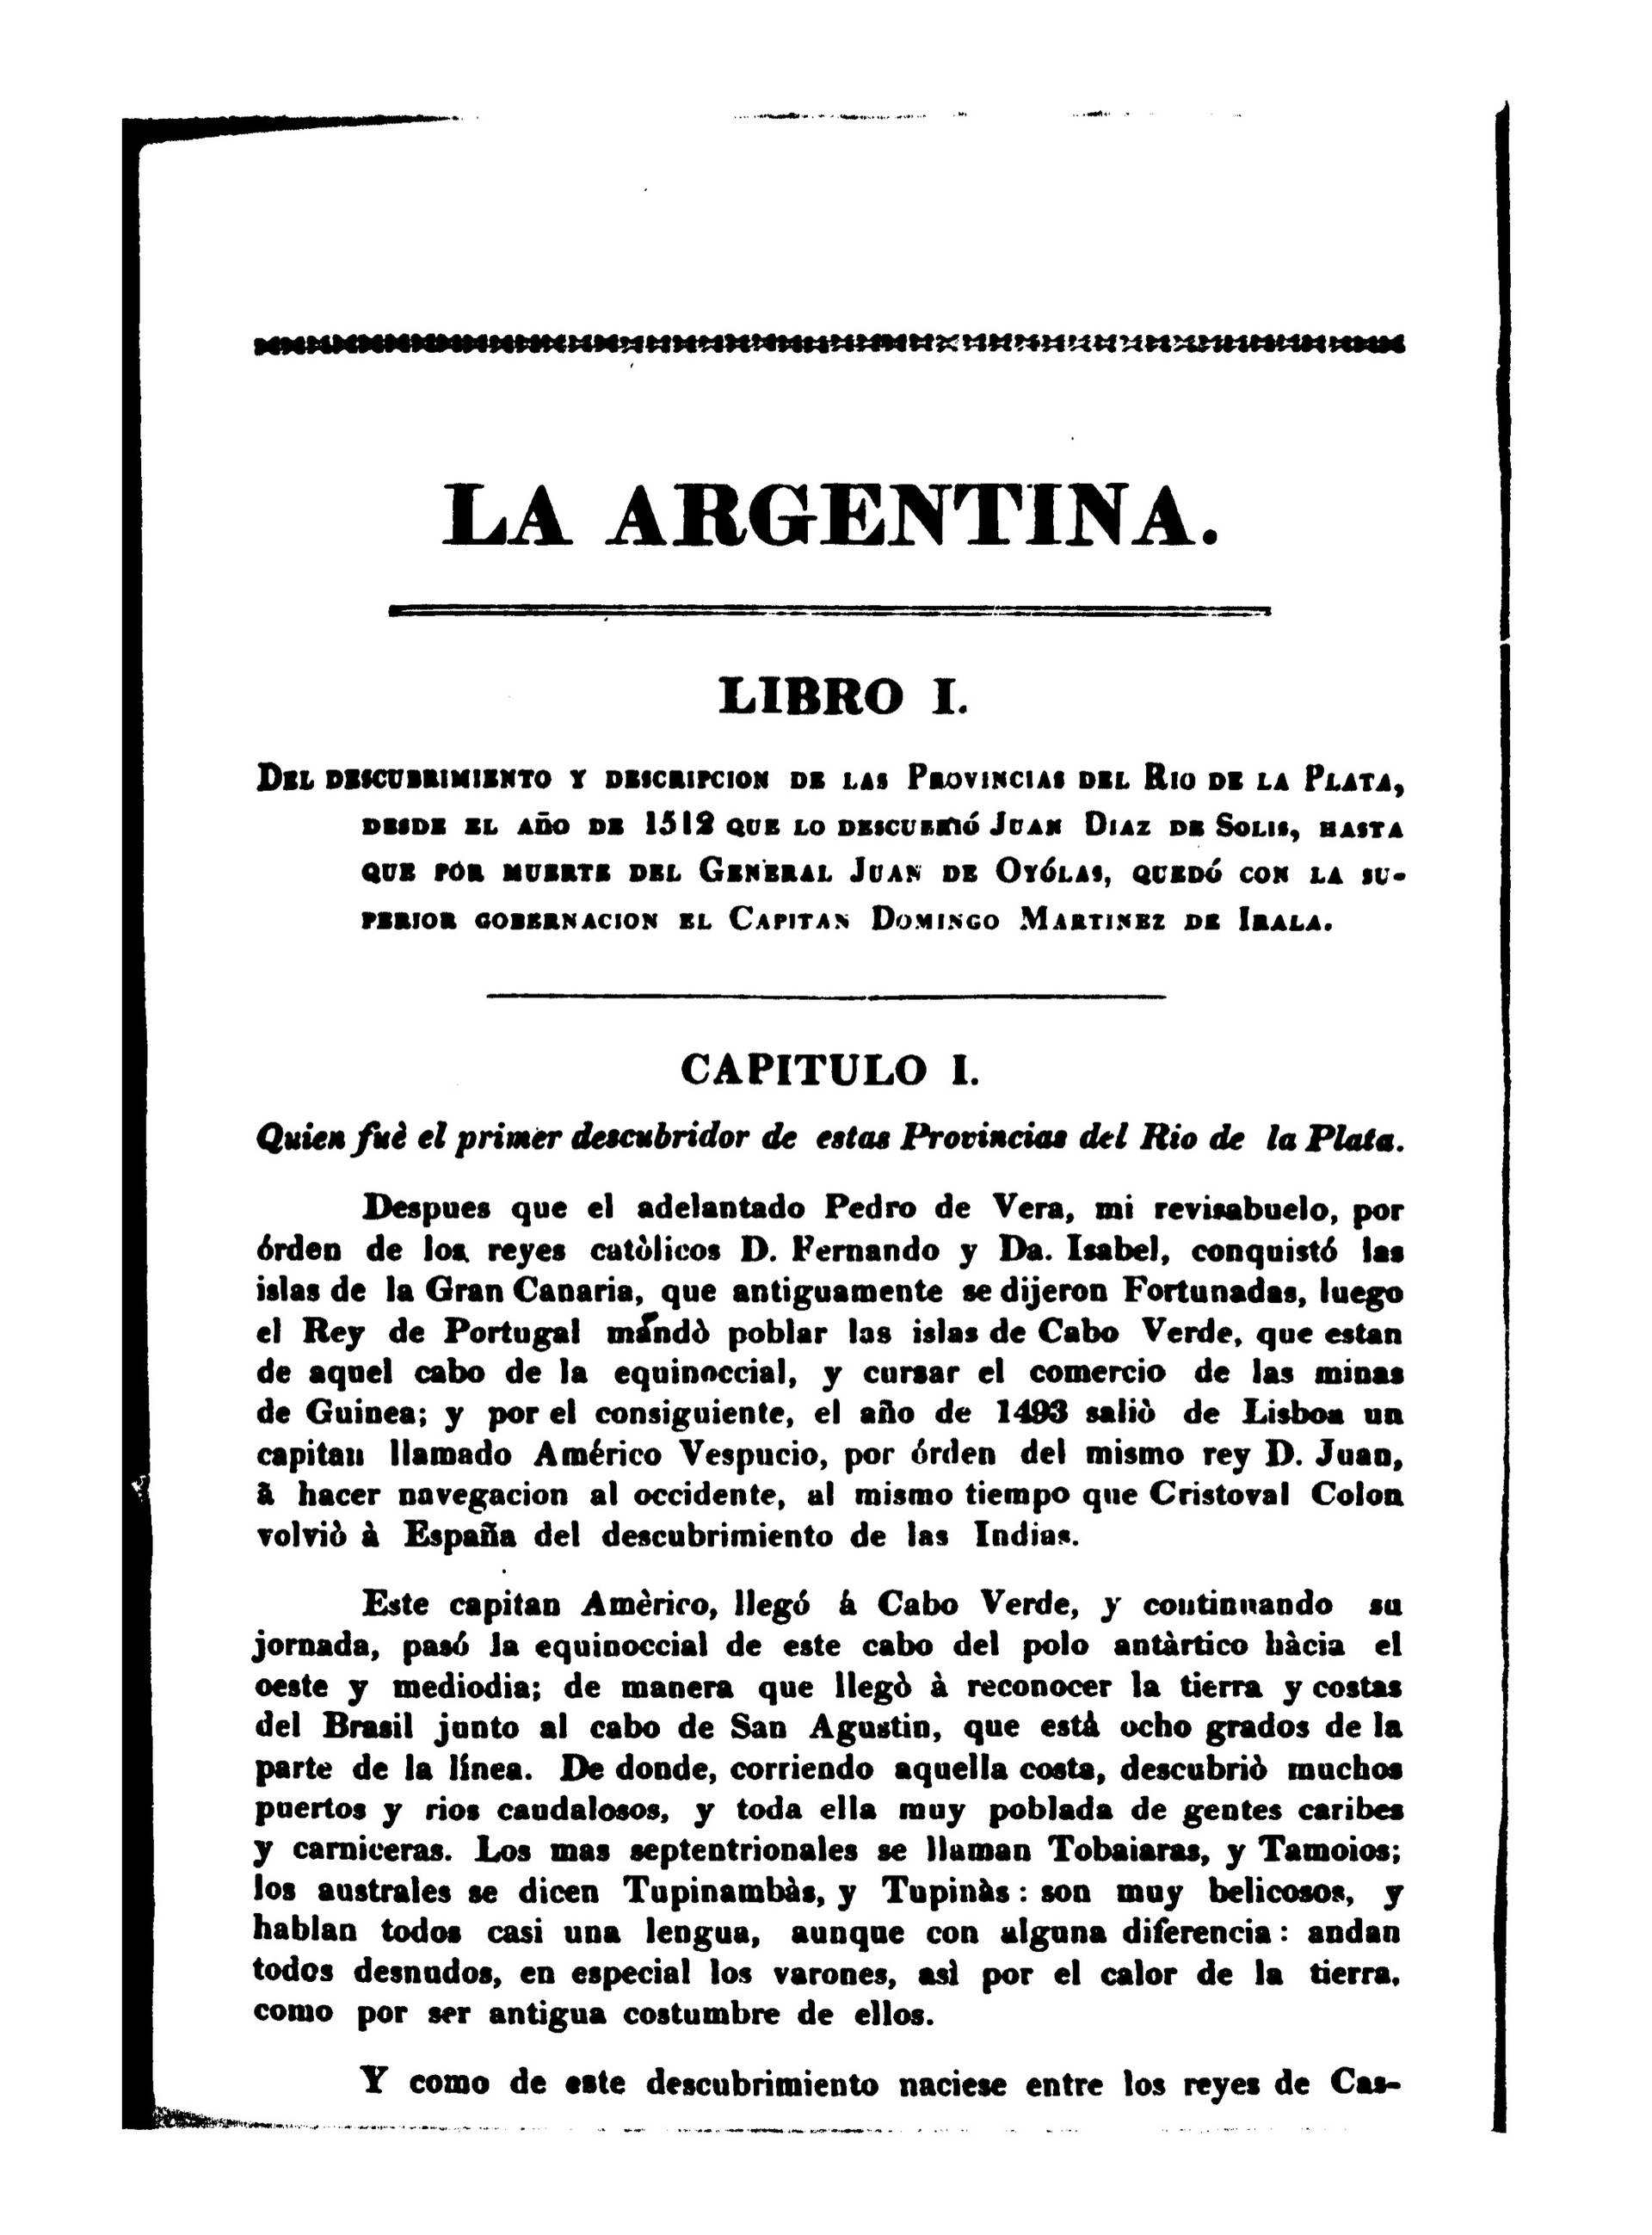 LA ARGENTINA.
LIBRO I.
DEL DESCUBRIMIENTO Y DESCRIPCION DE LAS PROVINCIAS DEL RIO DE LA PLATA,
DESDE EL AÑO DE 1512 QUE LO DESCUBRIÓ JUAN DIAZ DE SOLIS, HASTA
QUE POR MUERTE DEL GENERAL JUAN DE OYÓLAS, QUEDÓ CON LA SU-
PERIOR GOBERNACION EL CAPITAN DOMINGO MARTINEZ DE IRALA.
CAPITULO I.
Quien fuè el primer descubridor de estas Provincias del Rio de la Plata.
Despues que el adelantado Pedro de Vera, mi revisabuelo, por
órden de los reyes catòlicos D. Fernando y Da. Isabel, conquistó las
islas de la Gran Canaria, que antiguamente se dijeron Fortunadas, luego
el Rey de Portugal mandò poblar las islas de Cabo Verde, que estan
de aquel cabo de la equinoccial, y cursar el comercio de las minas
de Guinea; y por el consiguiente, el año de 1493 saliò de Lisboa un
capitan llamado Américo Vespucio, por órden del mismo rey D. Juan,
à hacer navegacion al occidente, al mismo tiempo que Cristoval Colon
volviò à España del descubrimiento de las Indias.
Este capitan Amèrico, llegó á Cabo Verde, y continuando su
jornada, pasó la equinoccial de este cabo del polo antàrtico hàcia el
oeste y mediodia; de manera que llegò à reconocer la tierra y costas
del Brasil junto al cabo de San Agustin, que está ocho grados de la
parte de la línea. De donde, corriendo aquella costa, descubriò muchos
puertos y rios caudalosos, y toda ella muy poblada de gentes caribes
y carniceras. Los mas septentrionales se llaman Tobaiaras, y Tamoios;
los australes se dicen Tupinambàs, y Tupinàs: son muy belicosos, y
hablan todos casi una lengua, aunque con alguna diferencia: andan
todos desnudos, en especial los varones, asì por el calor de la tierra,
como por ser antigua costumbre de ellos.
Y como de este descubrimiento naciese entre los reyes de Cas-